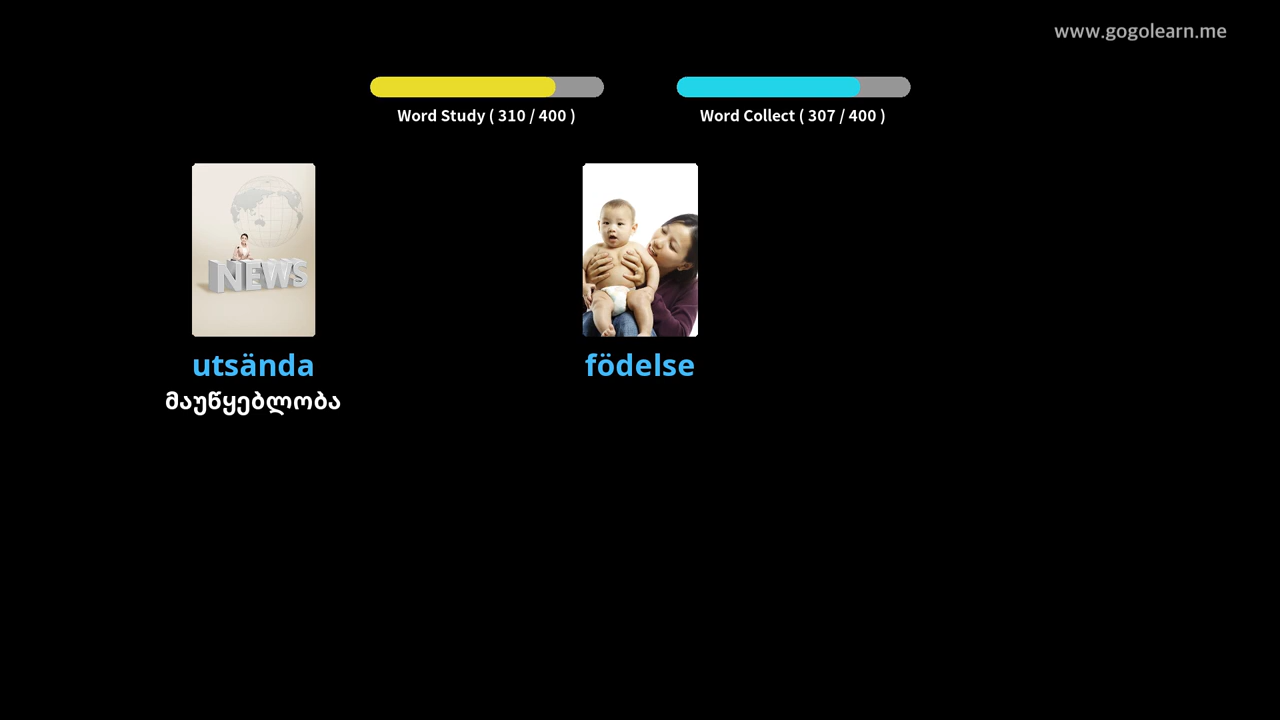 www.gogolearn.me
Word Study ( 310 / 400 )
Word Collect ( 307 / 400 )
NEWS
utsända
födelse
მაუწყებლობა